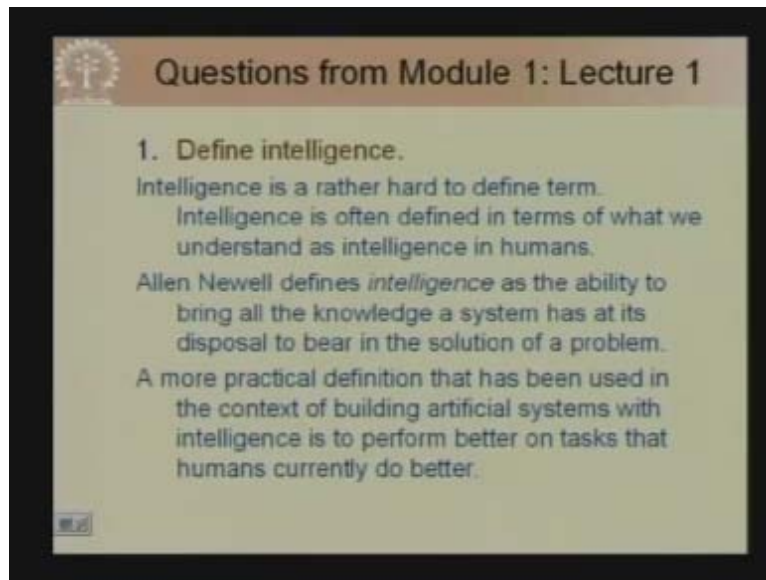 Questions from Module 1: Lecture 1
1. Define intelligence.
Intelligence is a rather hard to define term.
Intelligence is often defined in terms of what we
understand as intelligence in humans.
Allen Newell defines intelligence as the ability to
bring all the knowledge a system has at its
disposal to bear in the solution of a problem.
A more practical definition that has been used in
the context of building artificial systems with
intelligence is to perform better on tasks that
humans currently do better.